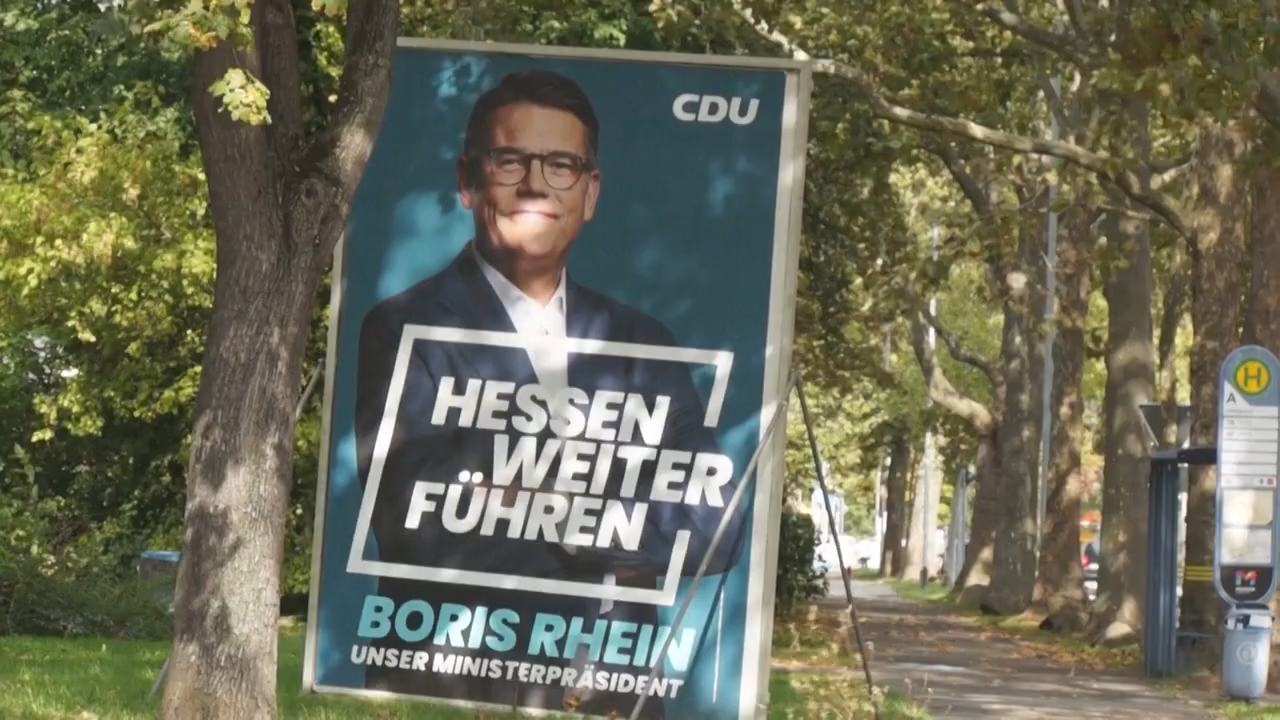 CDU
HESSEN
WEITER
FÜHREN
BORIS RHEIN
UNSER MINISTERPRÄSIDENT
H
A